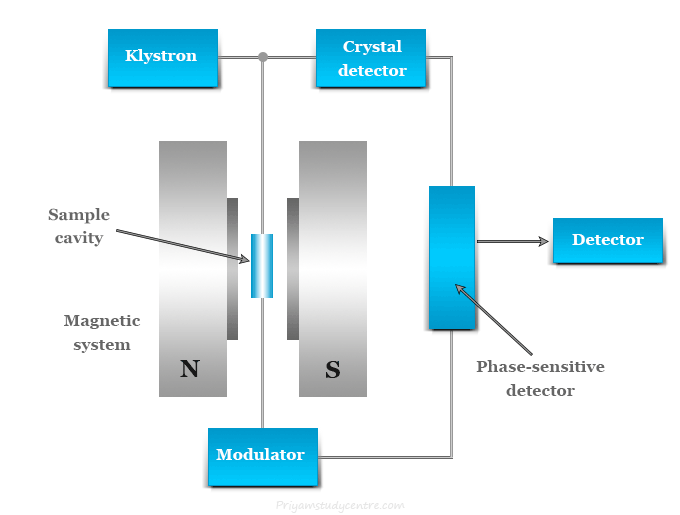 Klystron
Crystal
detector
Sample
cavity
Detector
Magnetic
system
N
S
Phase-sensitive
detector
Modulator
Priyamstudycentre.com